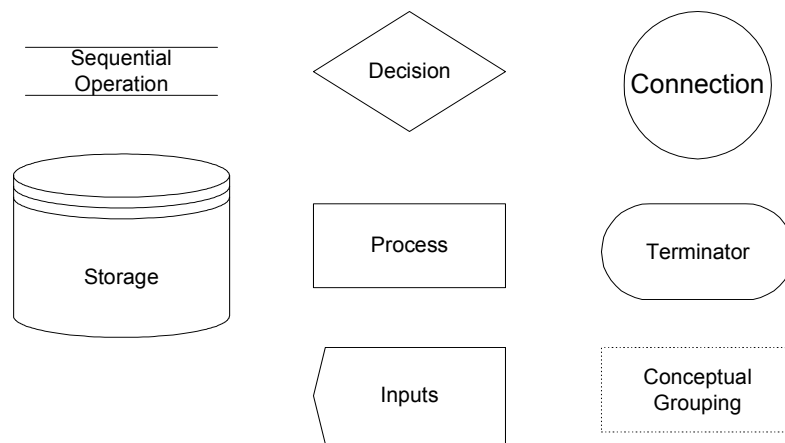 Sequential
Operation
Decision
Connection
Storage
Process
Terminator
Inputs
Conceptual
Grouping